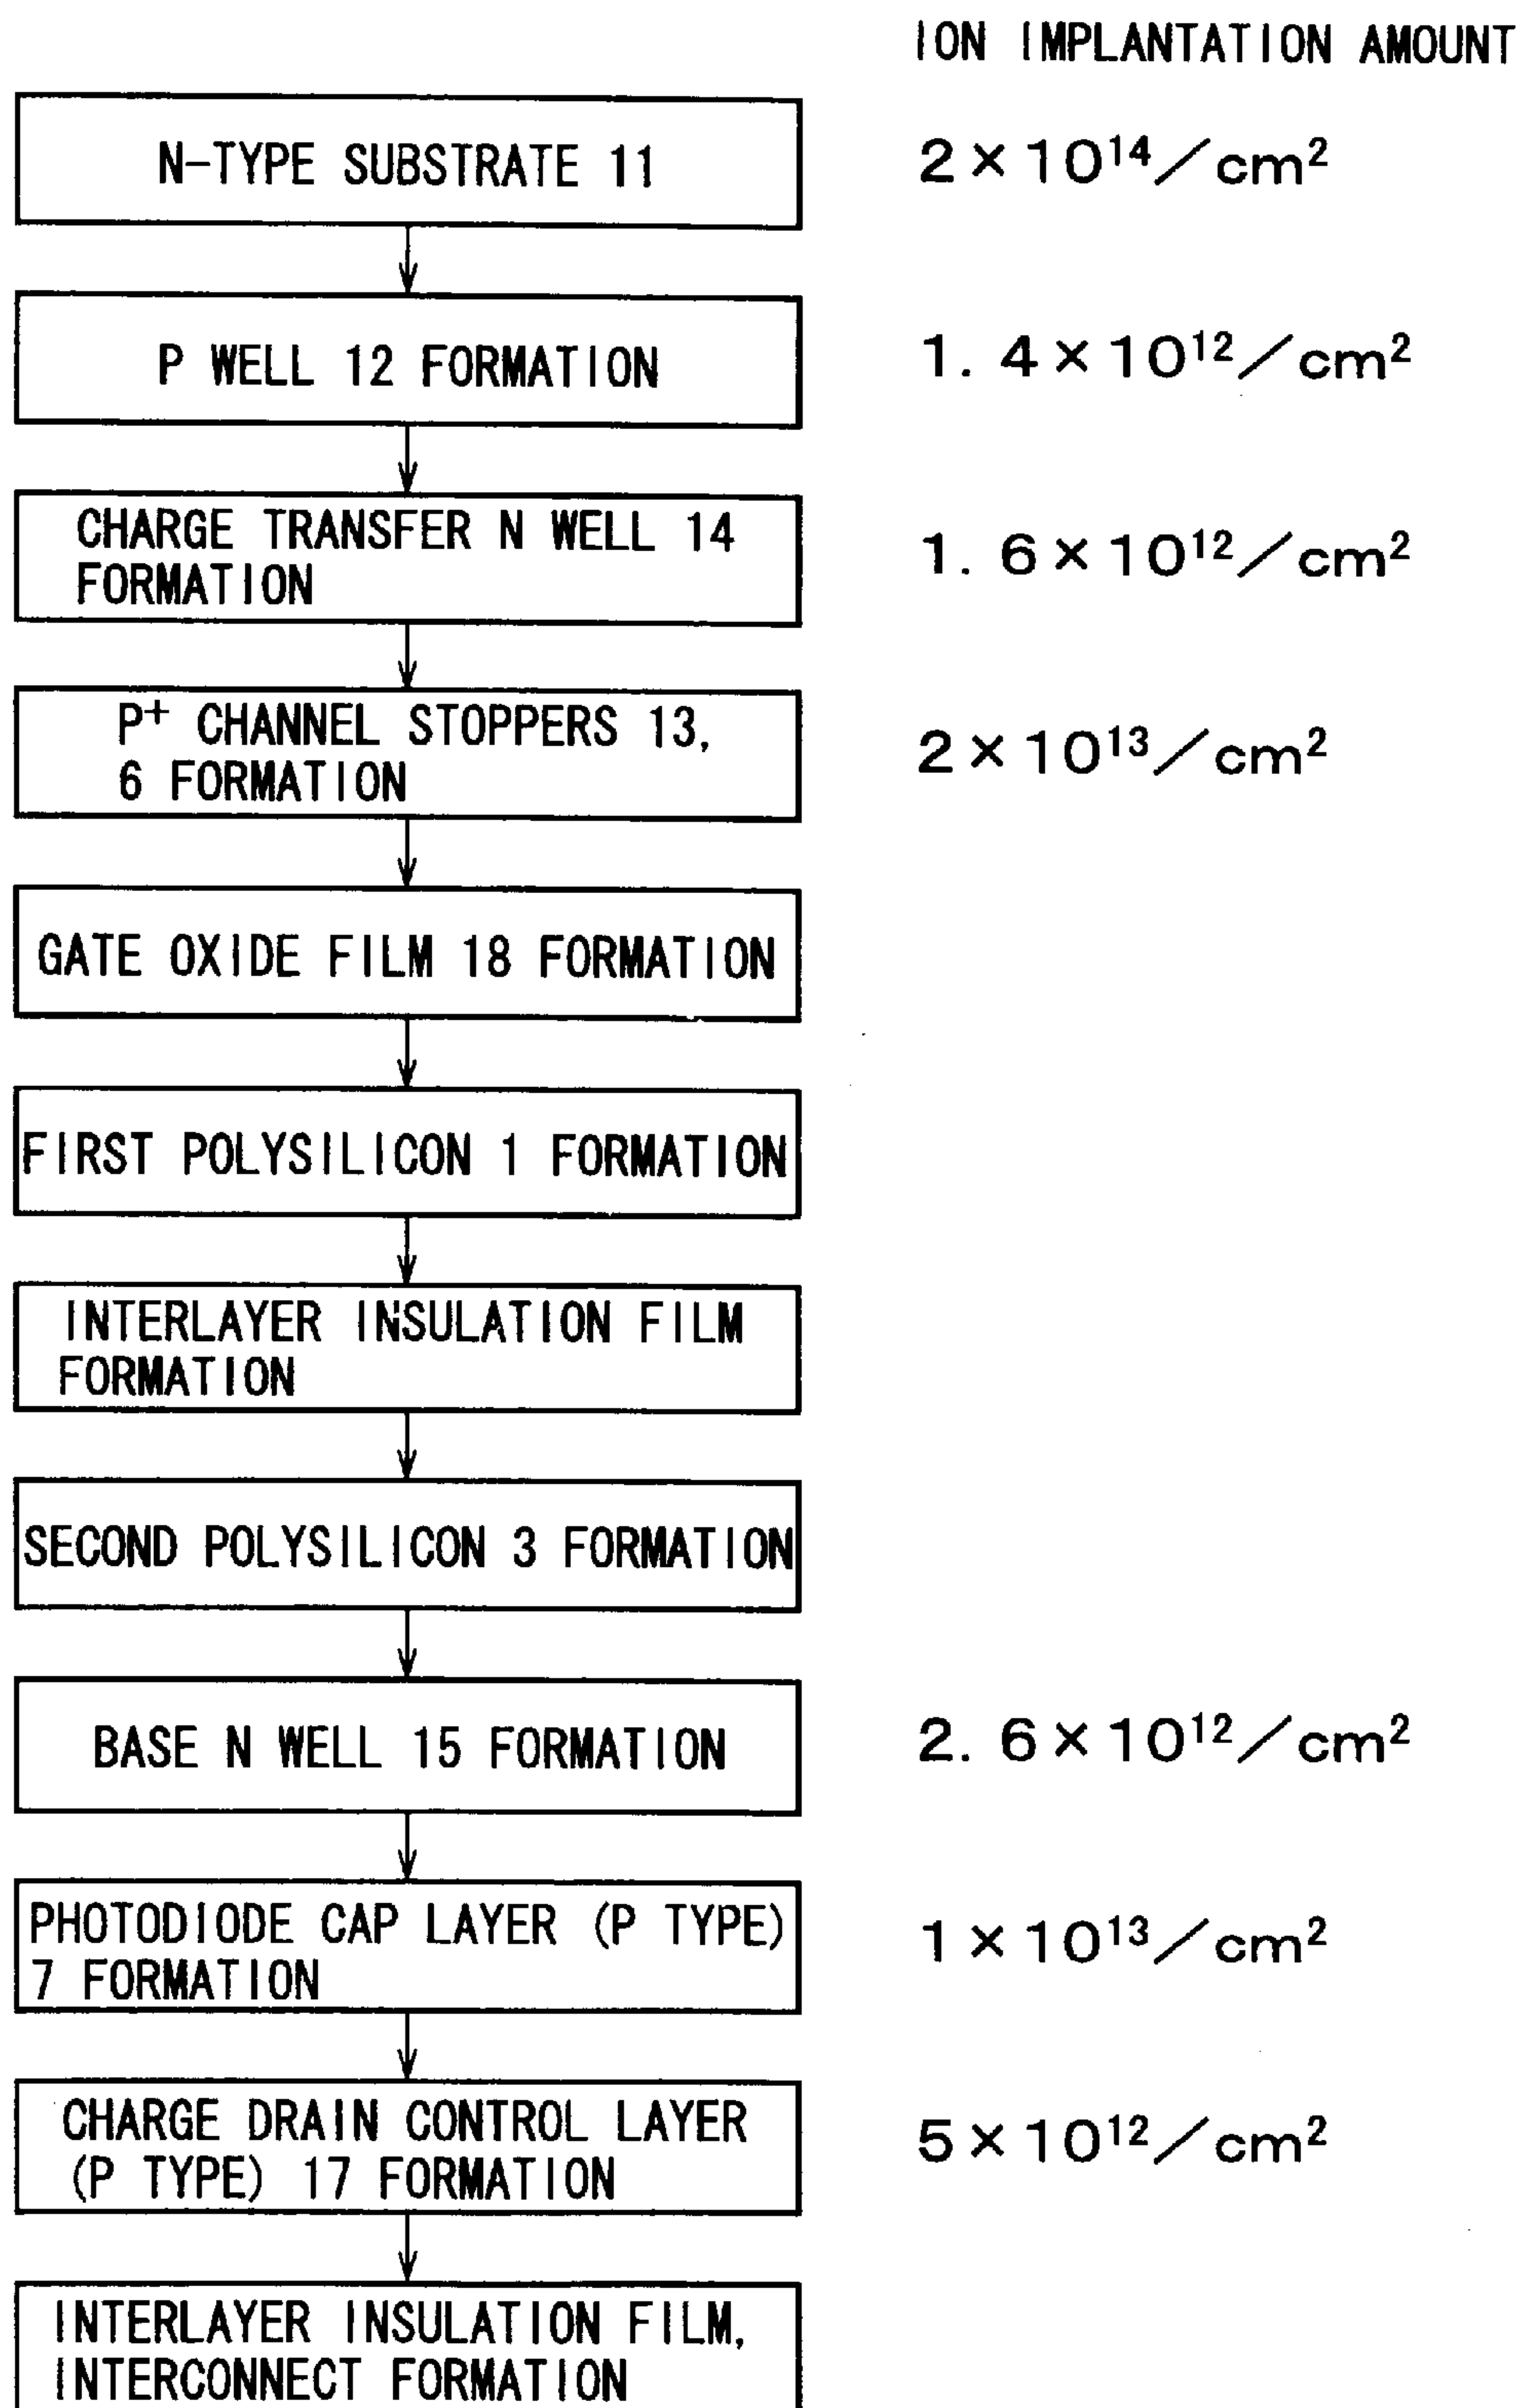 ION IMPLANTATION AMOUNT
N-TYPE SUBSTRATE 11
2×10¹⁴/cm²
P WELL 12 FORMATION
1. 4×10¹²/cm²
CHARGE TRANSFER N WELL 14
FORMATION
1. 6×10¹²/cm²
P⁺ CHANNEL STOPPERS 13,
6 FORMATION
2×10¹³/cm²
GATE OXIDE FILM 18 FORMATION
FIRST POLYSILICON 1 FORMATION
INTERLAYER INSULATION FILM
FORMATION
SECOND POLYSILICON 3 FORMATION
BASE N WELL 15 FORMATION
2. 6×10¹²/cm²
PHOTODIODE CAP LAYER (P TYPE)
7 FORMATION
1×10¹³/cm²
CHARGE DRAIN CONTROL LAYER
(P TYPE) 17 FORMATION
5×10¹²/cm²
INTERLAYER INSULATION FILM,
INTERCONNECT FORMATION